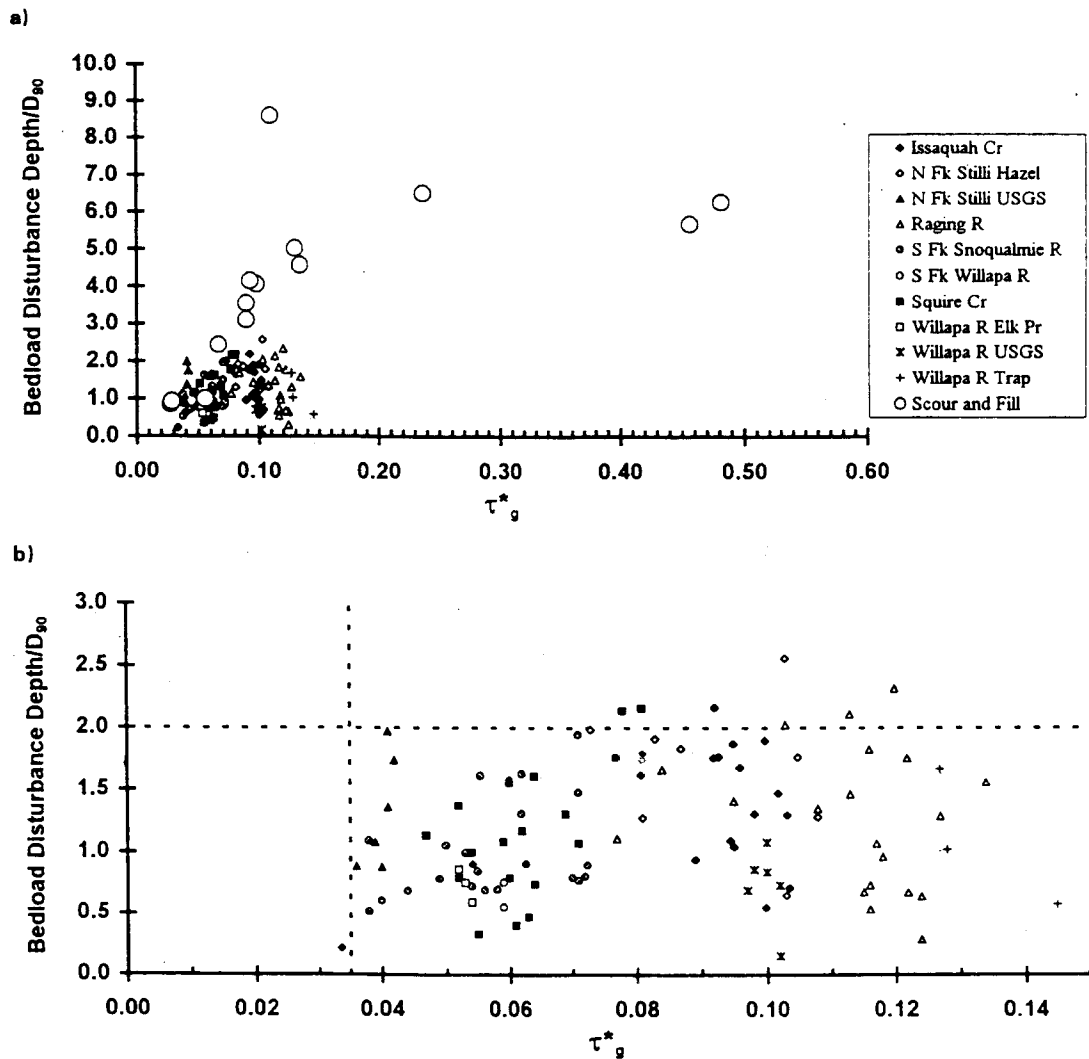 a)
Bedload Disturbance Depth/D90
10.0
9.0
8.0
7.0
6.0
5.0
4.0
3.0
2.0
1.0
0.0
0.00
0.10
0.20
0.30
0.40
0.50
0.60
τ*g
Issaquah Cr
N Fk Stilli Hazel
N Fk Stilli USGS
Raging R
S Fk Snoqualmie R
S Fk Willapa R
Squire Cr
Willapa R Elk Pr
Willapa R USGS
Willapa R Trap
Scour and Fill
b)
Bedload Disturbance Depth/D90
3.0
2.5
2.0
1.5
1.0
0.5
0.0
0.00
0.02
0.04
0.06
0.08
0.10
0.12
0.14
τ*g